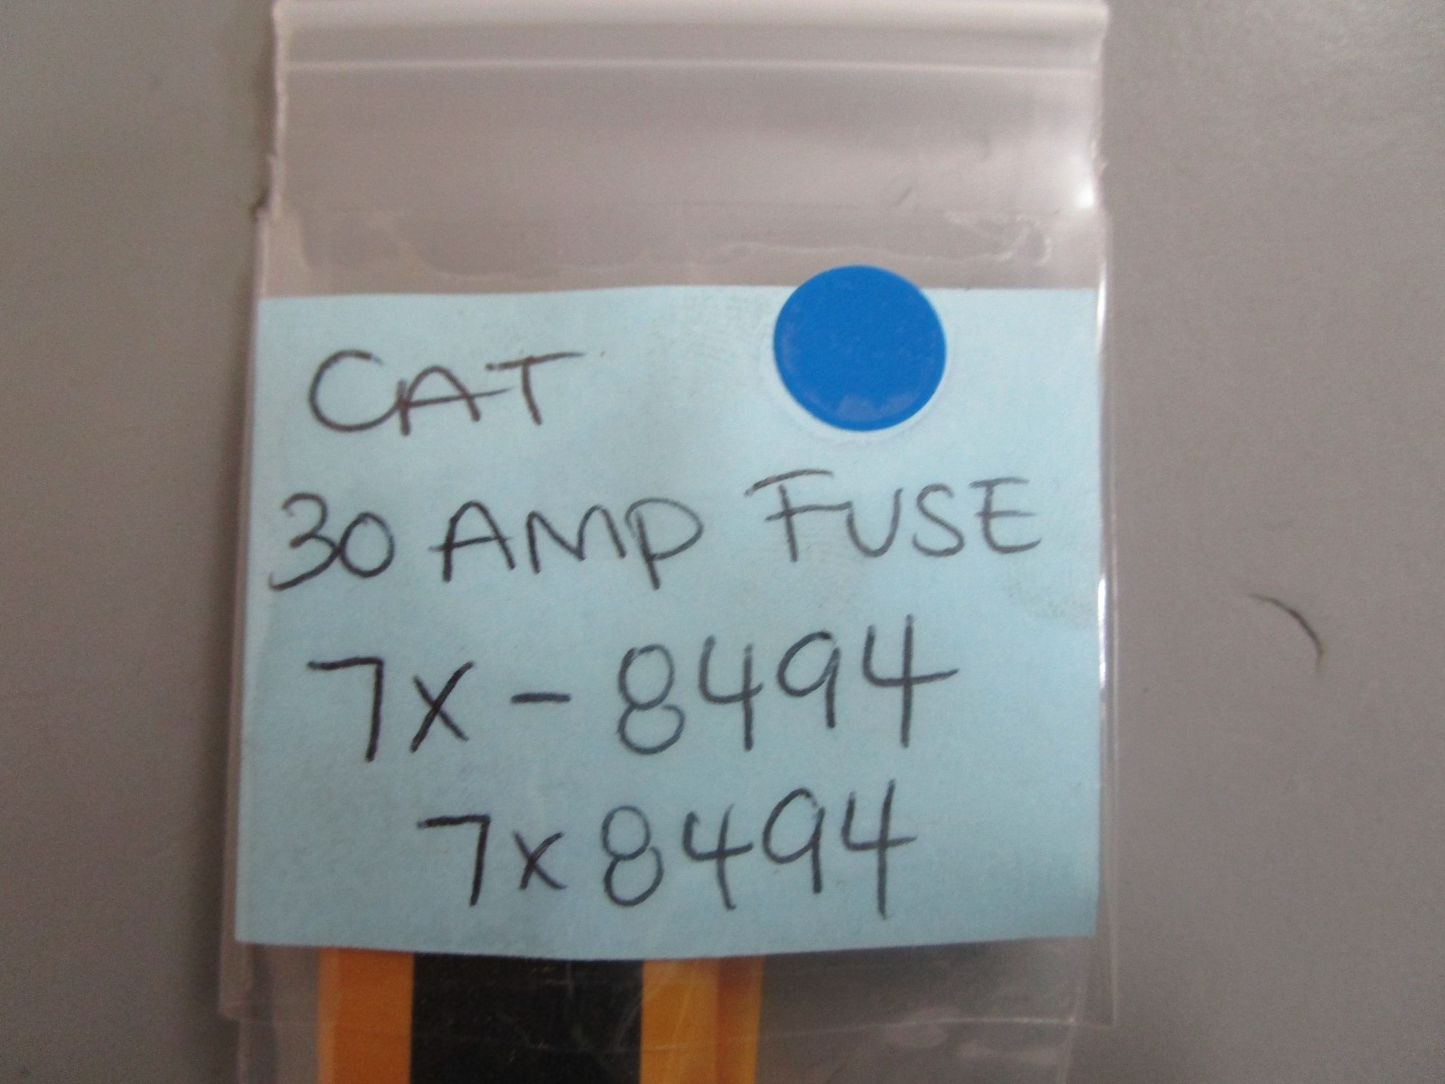 CAT
30 AMP FUSE
7X - 8494
7x8494